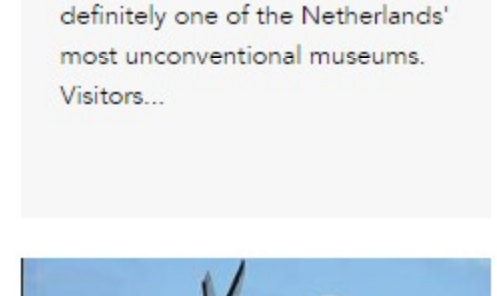 definitely one of the Netherlands'
most unconventional museums.
Visitors...